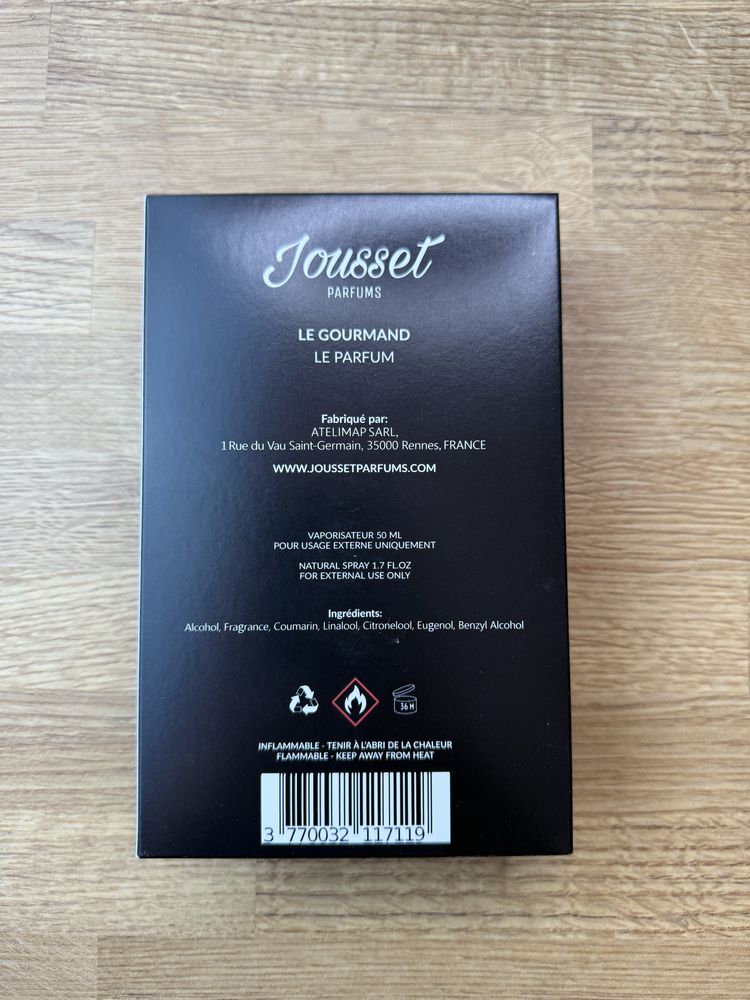 Jousset
PARFUMS
LE GOURMAND
LE PARFUM
Fabriqué par:
ATELIMAP SARL,
1 Rue du Vau Saint-Germain, 35000 Rennes, FRANCE
WWW.JOUSSETPARFUMS.COM
VAPORISATEUR 50 ML
POUR USAGE EXTERNE UNIQUEMENT
-
NATURAL SPRAY 1.7 FL.OZ
FOR EXTERNAL USE ONLY
Ingrédients:
Alcohol, Fragrance, Coumarin, Linalool, Citronelool, Eugenol, Benzyl Alcohol
36 M
INFLAMMABLE - TENIR À L'ABRI DE LA CHALEUR
FLAMMABLE - KEEP AWAY FROM HEAT
3 770032 117119